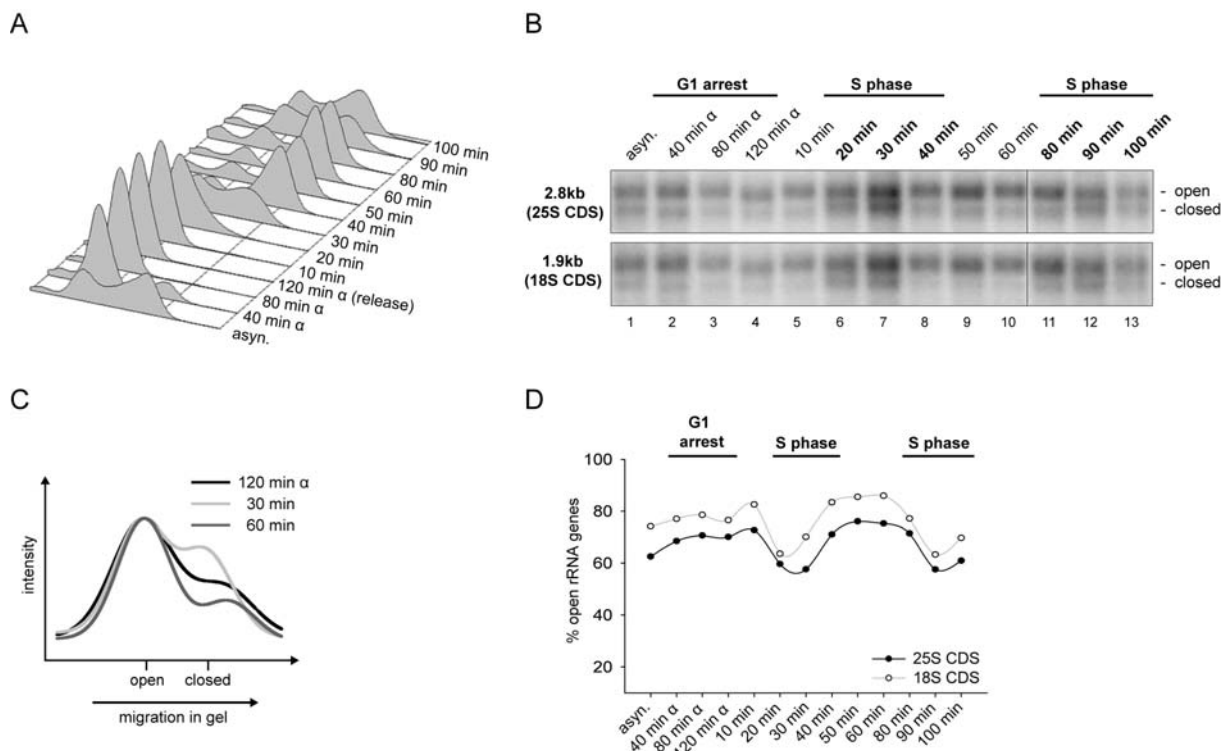 A
100 min
90 min
80 min
60 min
50 min
40 min
30 min
20 min
10 min
120 min α (release)
80 min α
40 min α
asyn.
B
G1 arrest
S phase
S phase
asyn.
40 min α
80 min α
120 min α
10 min
20 min
30 min
40 min
50 min
60 min
80 min
90 min
100 min
2.8kb
(25S CDS)
- open
- closed
1.9kb
(18S CDS)
- open
- closed
1 2 3 4 5 6 7 8 9 10 11 12 13
C
120 min α
30 min
60 min
intensity
open closed
migration in gel
D
G1
arrest
S phase
S phase
% open rRNA genes
100
80
60
40
20
25S CDS
18S CDS
asyn.
40 min α
80 min α
120 min α
10 min
20 min
30 min
40 min
50 min
60 min
80 min
90 min
100 min